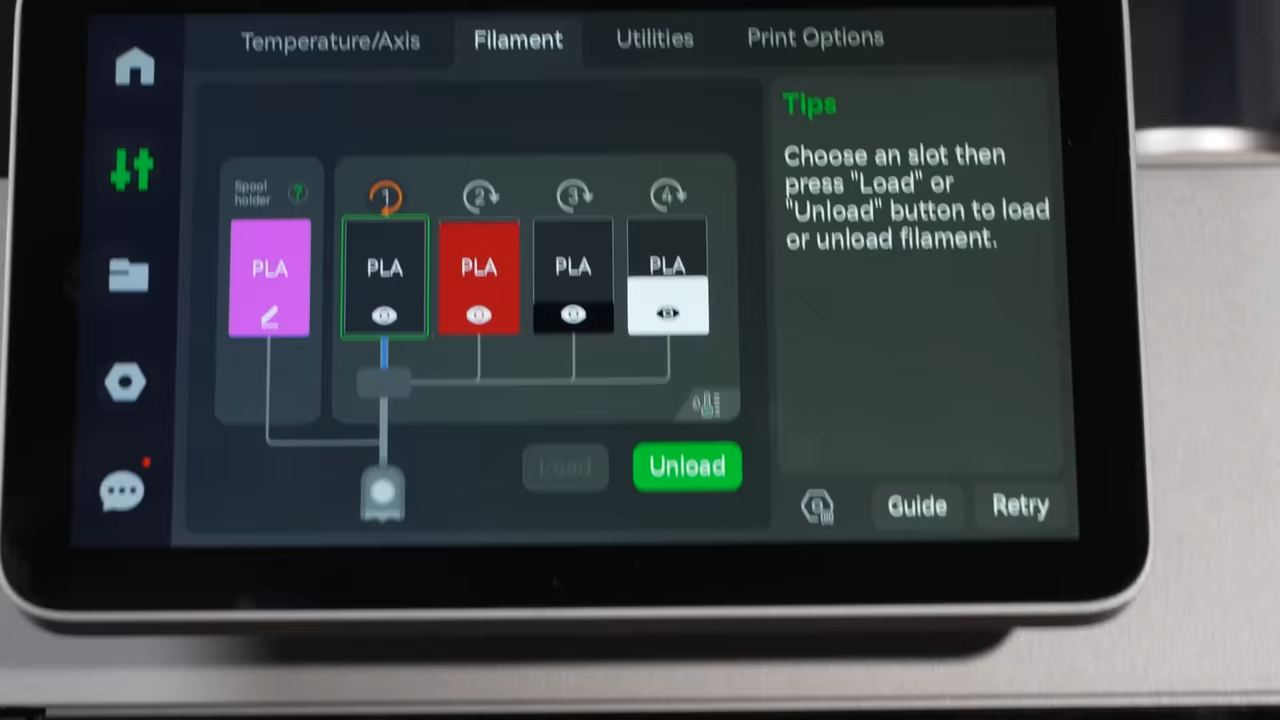 Temperature/Axis
Filament
Utilities
Print Options
Spool
holder
?
1
2
3
4
PLA
PLA
PLA
PLA
PLA
Load
Unload
Tips
Choose an slot then
press "Load" or
"Unload" button to load
or unload filament.
Guide
Retry